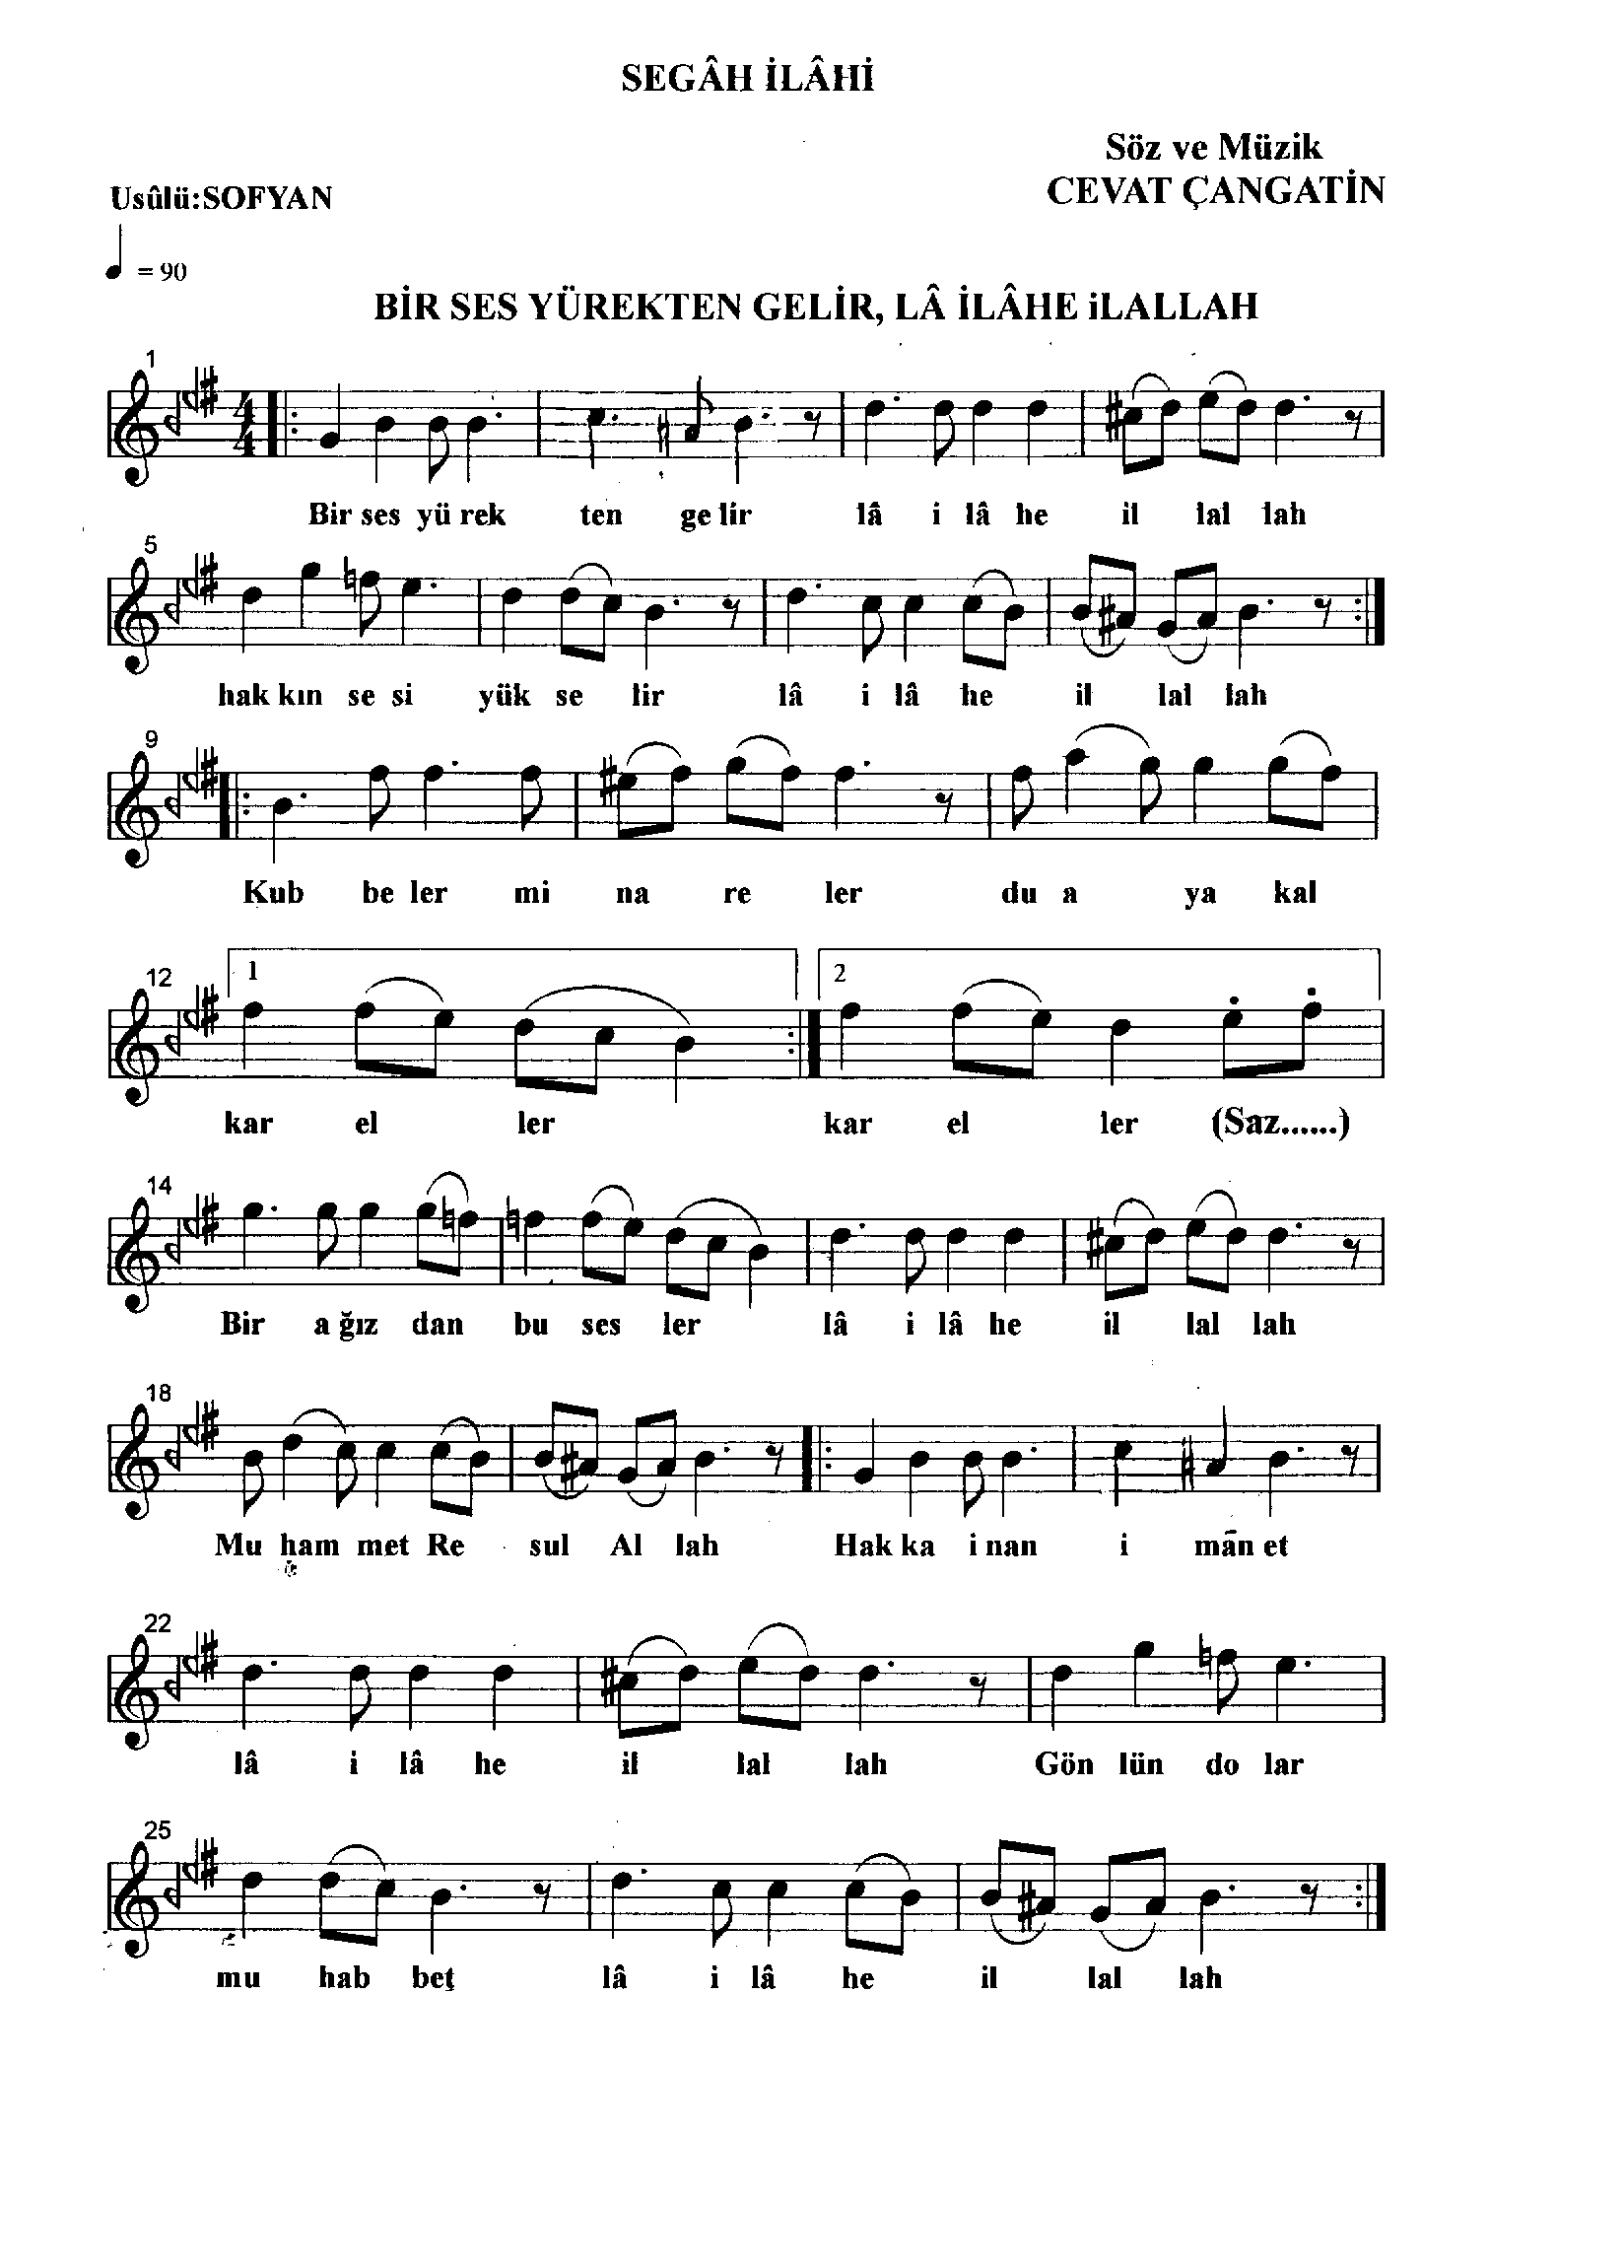 SEGÂH İLÂHİ
Söz ve Müzik
CEVAT ÇANGATİN
Usûlü:SOFYAN
= 90
BİR SES YÜREKTEN GELİR, LÂ İLÂHE iLALLAH
1
4
4
Bir ses yü rek ten ge lir lâ i lâ he il lal lah
5
hak kın se si yük se lir lâ i lâ he il lal lah
9
Kub be ler mi na re ler du a ya kal
12 1 2
kar el ler kar el ler (Saz......)
14
Bir a ğız dan bu ses ler lâ i lâ he il lal lah
18
Mu ham met Re sul Al lah Hak ka i nan i mān et
22
lâ i lâ he il lal lah Gön lün do lar
25
mu hab beţ lâ i lâ he il lal lah